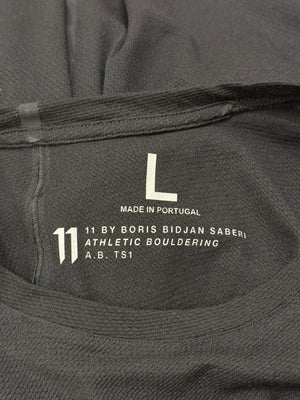 L
MADE IN PORTUGAL
11 11 BY BORIS BIDJAN SABERI
ATHLETIC BOULDERING
A.B. TS1